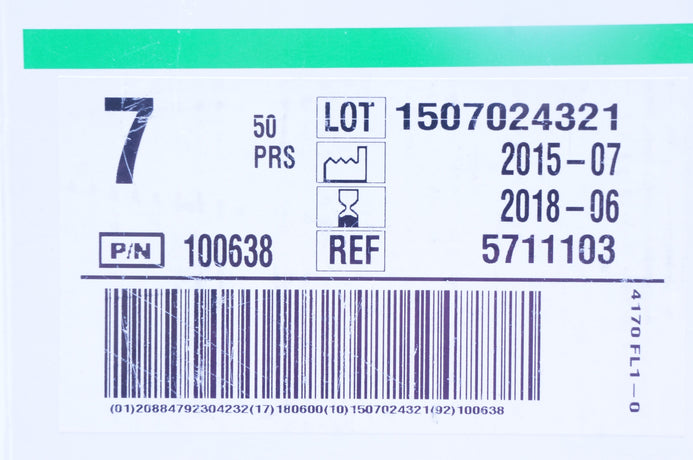 7
50
PRS
LOT 1507024321
2015-07
2018-06
P/N 100638
REF 5711103
(01)20884792304232(17)180600(10)1507024321(92)100638
4170 FL1-0